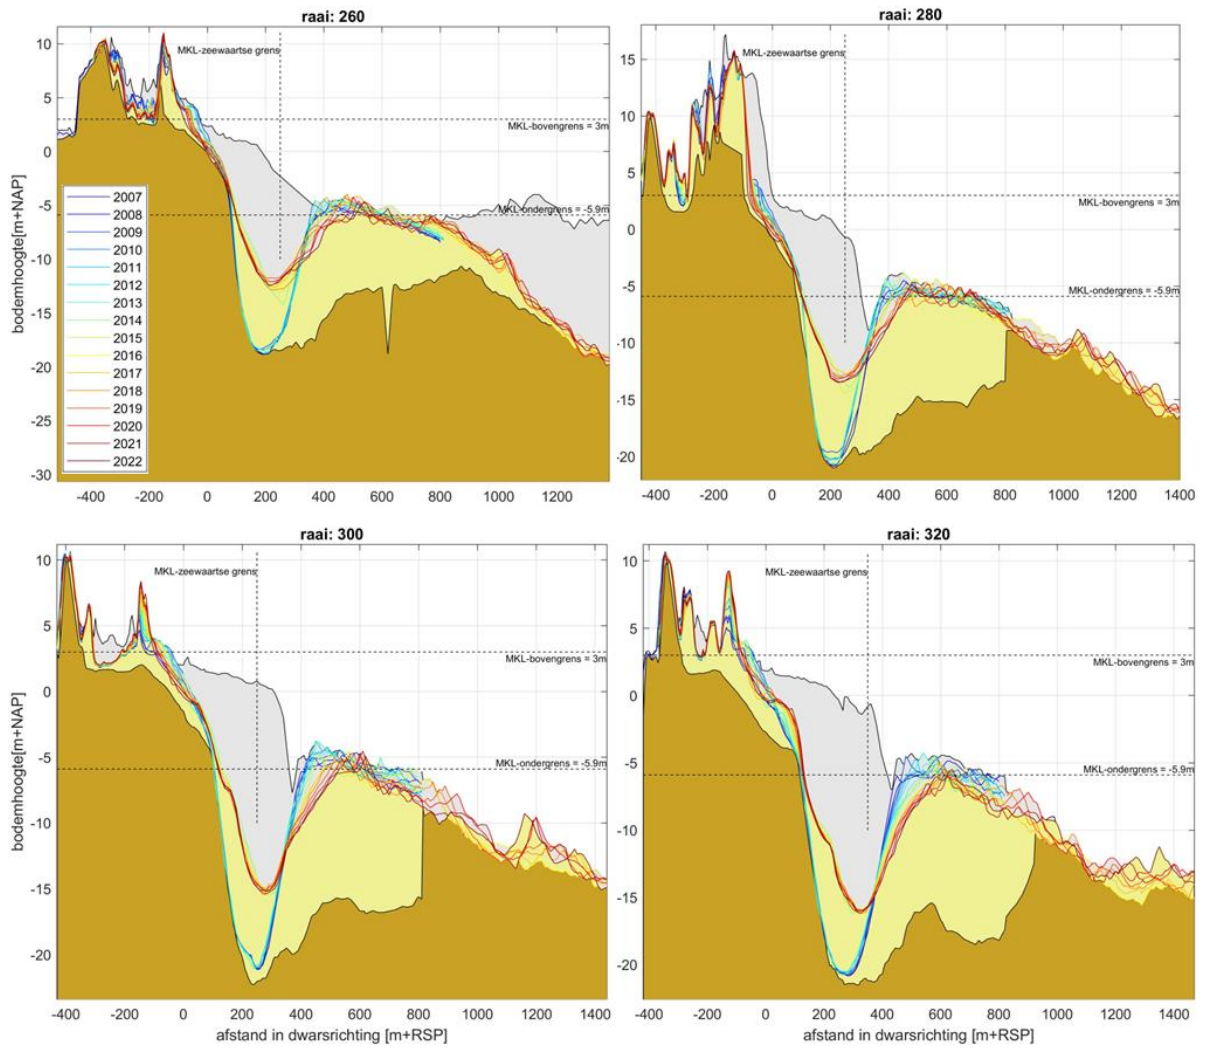 raai: 260
MKL-zeewaartse grens
MKL-bovengrens = 3m
MKL-ondergrens = -5.9m
bodemhoogte[m+NAP]
10
5
0
-5
-10
-15
-20
-25
-30
2007
2008
2009
2010
2011
2012
2013
2014
2015
2016
2017
2018
2019
2020
2021
2022
-400 -200 0 200 400 600 800 1000 1200
raai: 280
MKL-zeewaartse grens
MKL-bovengrens = 3m
MKL-ondergrens = -5.9m
15
10
5
0
-5
-10
-15
-20
-400 -200 0 200 400 600 800 1000 1200 1400
raai: 300
MKL-zeewaartse grens
MKL-bovengrens = 3m
MKL-ondergrens = -5.9m
bodemhoogte[m+NAP]
10
5
0
-5
-10
-15
-20
-400 -200 0 200 400 600 800 1000 1200 1400
afstand in dwarsrichting [m+RSP]
raai: 320
MKL-zeewaartse grens
MKL-bovengrens = 3m
MKL-ondergrens = -5.9m
10
5
0
-5
-10
-15
-20
-400 -200 0 200 400 600 800 1000 1200 1400
afstand in dwarsrichting [m+RSP]